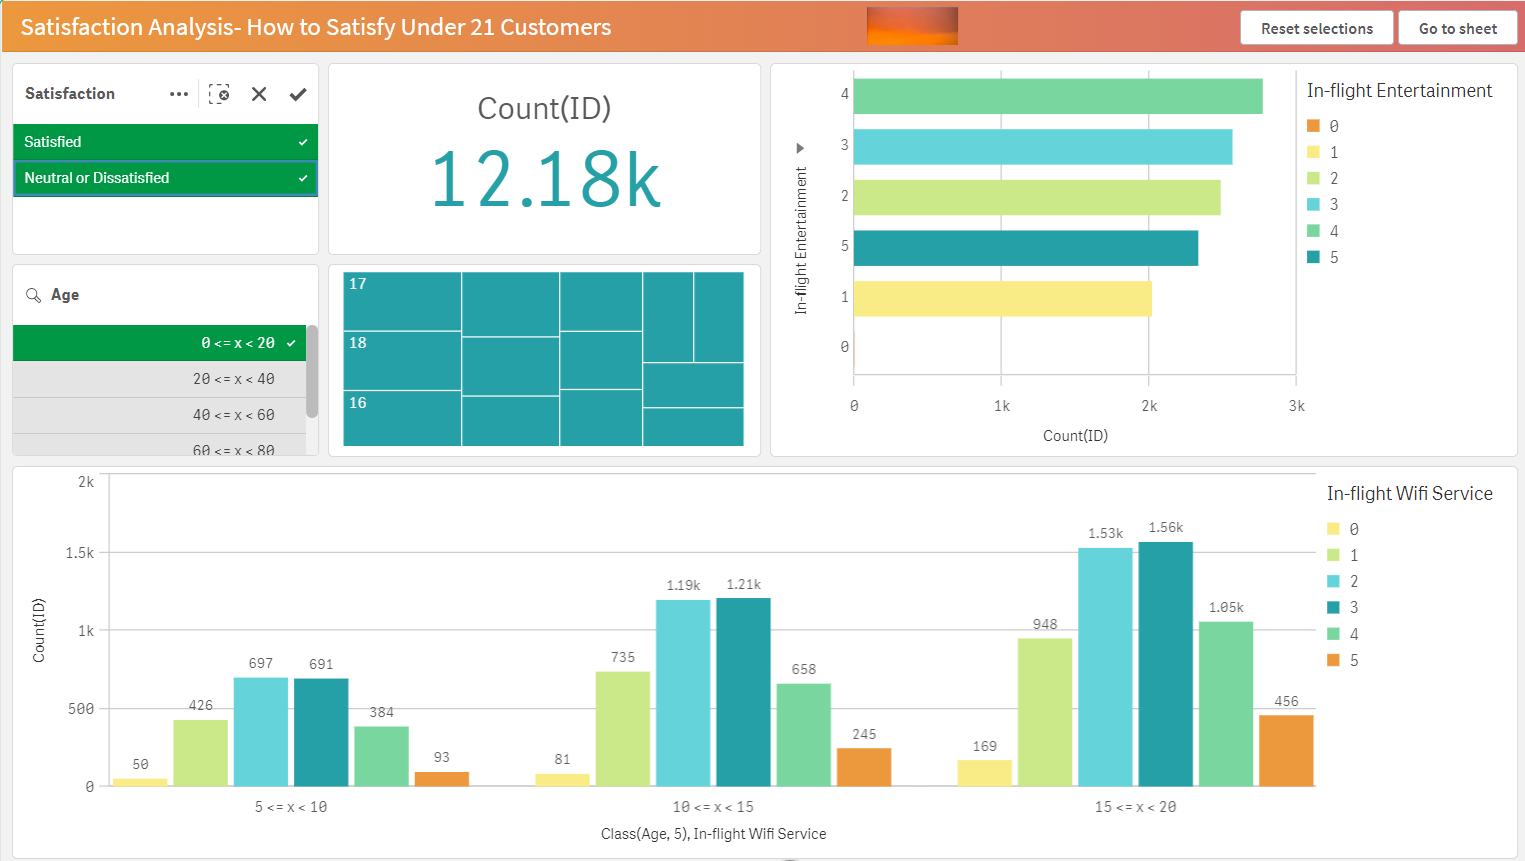 Satisfaction Analysis- How to Satisfy Under 21 Customers
Reset selections
Go to sheet
Satisfaction
Satisfied
Neutral or Dissatisfied
Count(ID)
12.18k
Age
0 <= x < 20
20 <= x < 40
40 <= x < 60
60 <= x < 80
17
18
16
In-flight Entertainment
4
3
2
5
1
0
0
1k
2k
3k
Count(ID)
In-flight Entertainment
0
1
2
3
4
5
Count(ID)
2k
1.5k
1k
500
0
50
426
697
691
384
93
81
735
1.19k
1.21k
658
245
169
948
1.53k
1.56k
1.05k
456
5 <= x < 10
10 <= x < 15
15 <= x < 20
Class(Age, 5), In-flight Wifi Service
In-flight Wifi Service
0
1
2
3
4
5